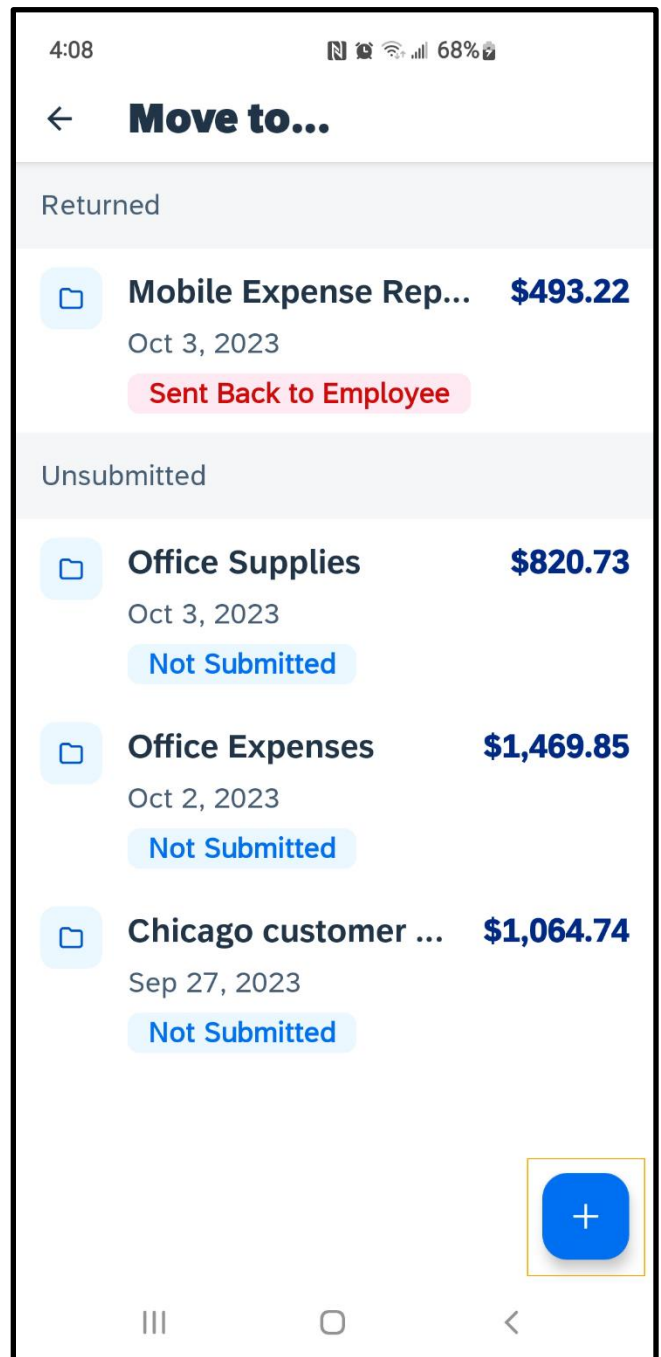 4:08 68%
Move to...
Returned
Mobile Expense Rep... $493.22
Oct 3, 2023
Sent Back to Employee
Unsubmitted
Office Supplies $820.73
Oct 3, 2023
Not Submitted
Office Expenses $1,469.85
Oct 2, 2023
Not Submitted
Chicago customer ... $1,064.74
Sep 27, 2023
Not Submitted